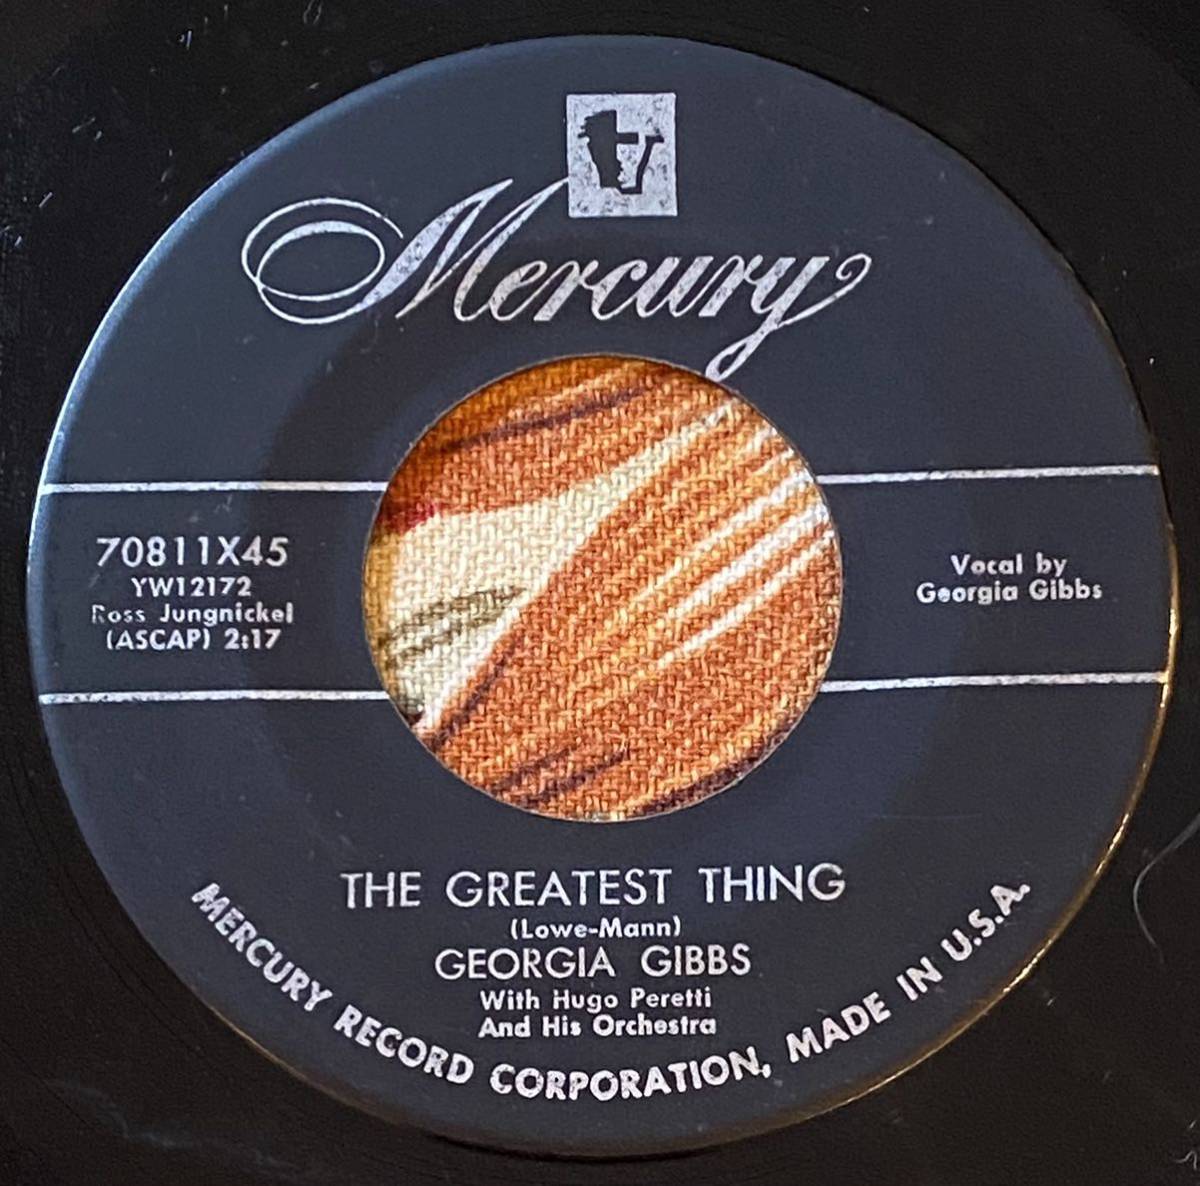 Mercury
70811X45
YW12172
Ross Jungnickel
(ASCAP) 2:17
Vocal by
Georgia Gibbs
THE GREATEST THING
(Lowe-Mann)
GEORGIA GIBBS
With Hugo Peretti
And His Orchestra
MERCURY RECORD CORPORATION, MADE IN U.S.A.